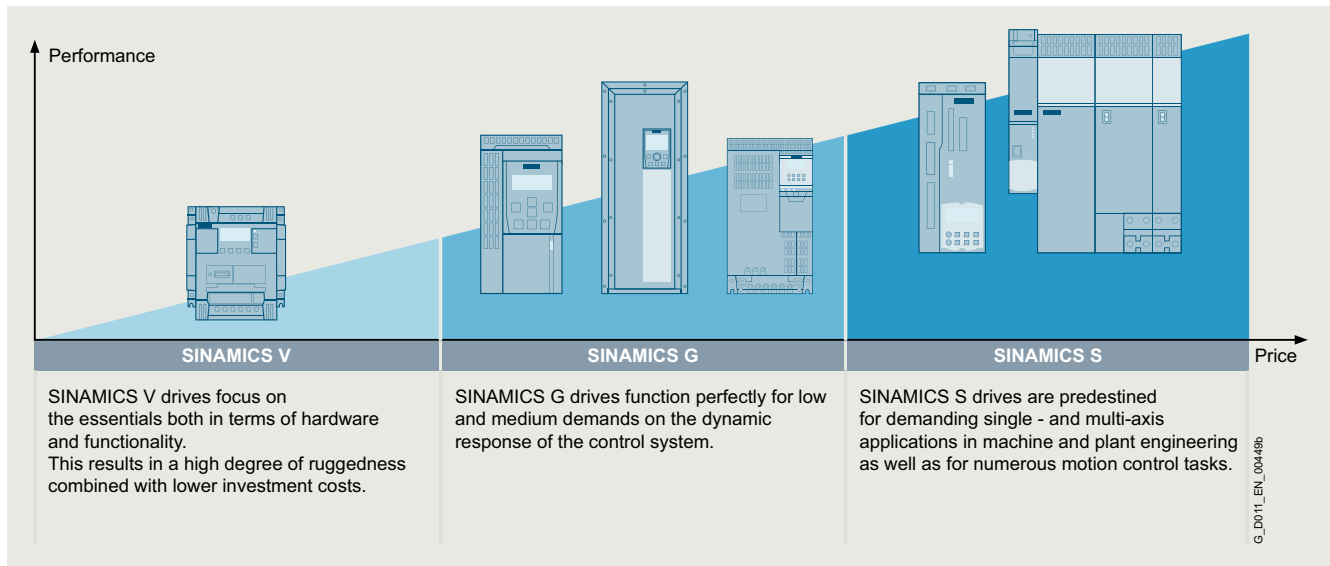 Performance
SINAMICS V
SINAMICS G
SINAMICS S
Price
SINAMICS V drives focus on
the essentials both in terms of hardware
and functionality.
This results in a high degree of ruggedness
combined with lower investment costs.
SINAMICS G drives function perfectly for low
and medium demands on the dynamic
response of the control system.
SINAMICS S drives are predestined
for demanding single - and multi-axis
applications in machine and plant engineering
as well as for numerous motion control tasks.
G_D011_EN_00449b